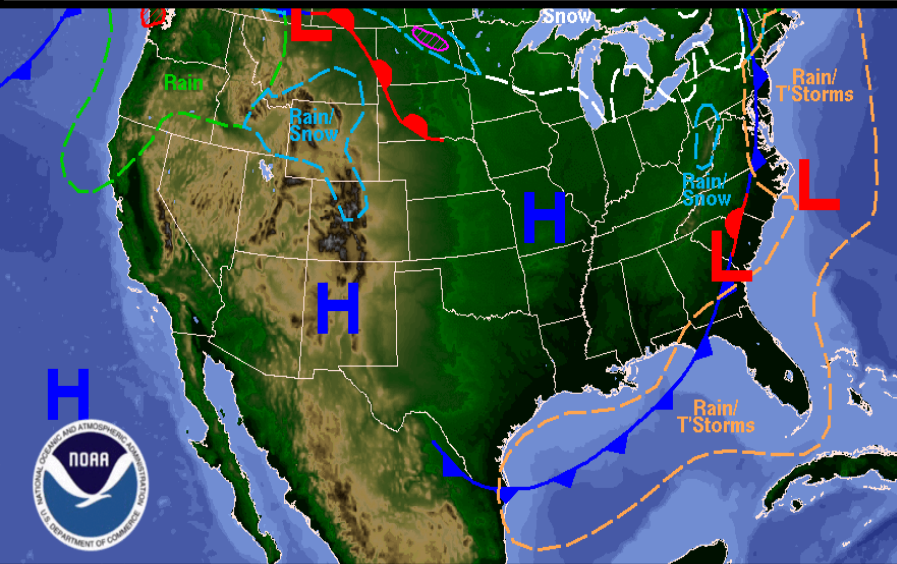 Snow
L
Rain/
T'Storms
Rain
Rain/
Snow
Rain/
Snow
L
H
L
H
H
Rain/
T'Storms
NATIONAL OCEANIC AND ATMOSPHERIC ADMINISTRATION
NOAA
U.S. DEPARTMENT OF COMMERCE